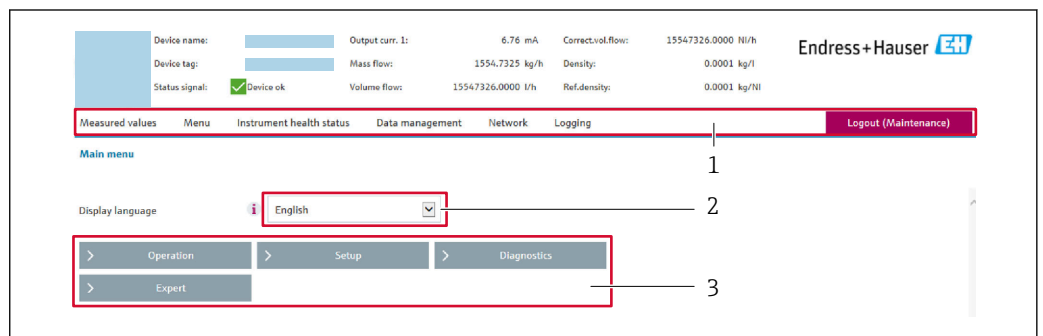 Device name: Output curr. 1: 6.76 mA Correct.vol.flow: 15547326.0000 Nl/h
Device tag: Mass flow: 1554.7325 kg/h Density: 0.0001 kg/l
Status signal: Device ok Volume flow: 15547326.0000 l/h Ref.density: 0.0001 kg/Nl
Endress+Hauser EH
Measured values Menu Instrument health status Data management Network Logging Logout (Maintenance)
1
Main menu
Display language i English
2
Operation Setup Diagnostics
Expert
3